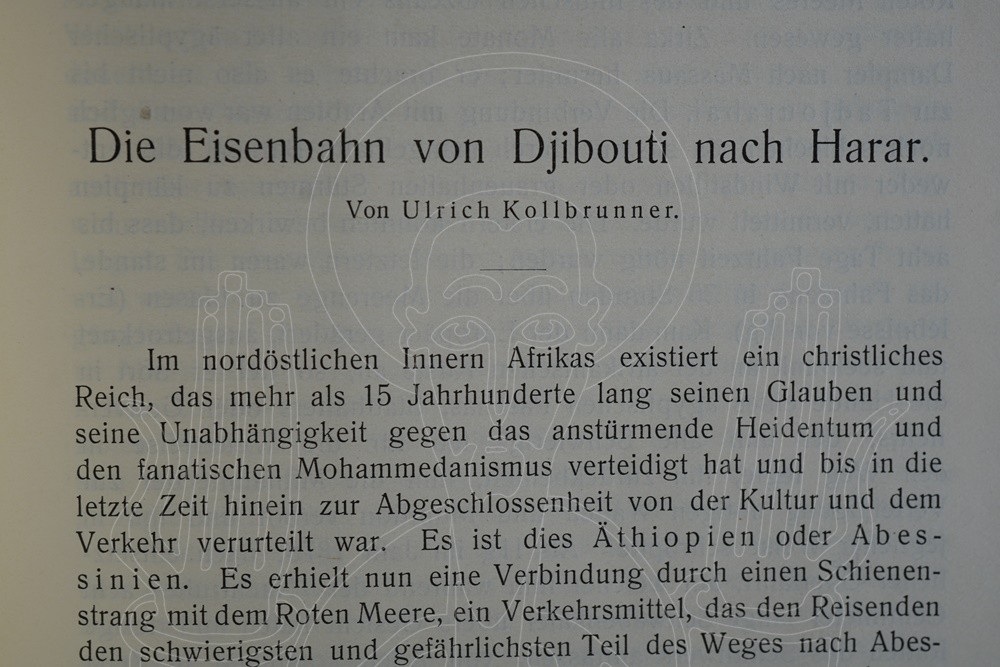 Die Eisenbahn von Djibouti nach Harar.
Von Ulrich Kollbrunner.
Im nordöstlichen Innern Afrikas existiert ein christliches
Reich, das mehr als 15 Jahrhunderte lang seinen Glauben und
seine Unabhängigkeit gegen das anstürmende Heidentum und
den fanatischen Mohammedanismus verteidigt hat und bis in die
letzte Zeit hinein zur Abgeschlossenheit von der Kultur und dem
Verkehr verurteilt war. Es ist dies Äthiopien oder Abes-
sinien. Es erhielt nun eine Verbindung durch einen Schienen-
strang mit dem Roten Meere, ein Verkehrsmittel, das den Reisenden
den schwierigsten und gefährlichsten Teil des Weges nach Abes-